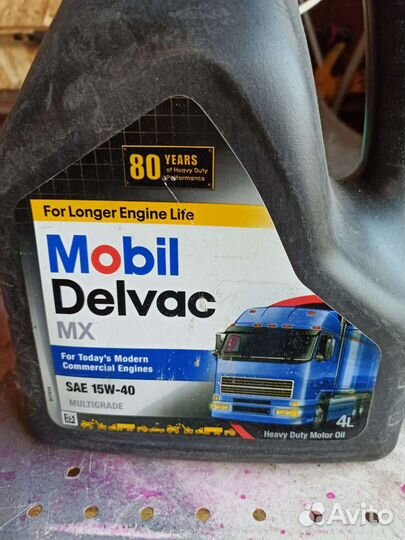 80 YEARS
of Heavy Duty
Performance
For Longer Engine Life
Mobil
Delvac
MX
For Today's Modern
Commercial Engines
SAE 15W-40
MULTIGRADE
4L
Heavy Duty Motor Oil
Avito